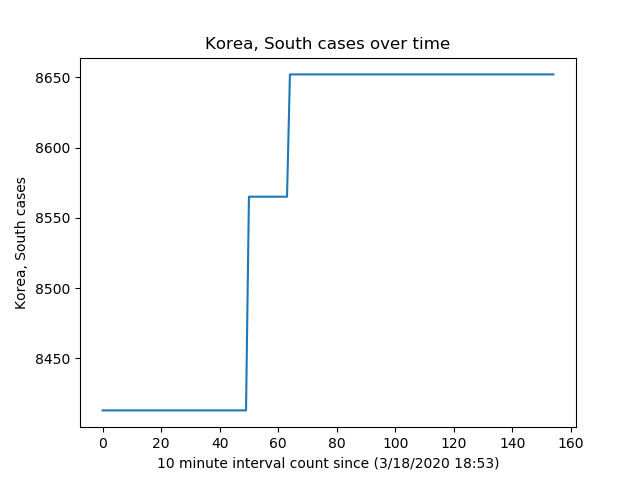 Korea, South cases over time
8650
8600
8550
8500
8450
Korea, South cases
0 20 40 60 80 100 120 140 160
10 minute interval count since (3/18/2020 18:53)